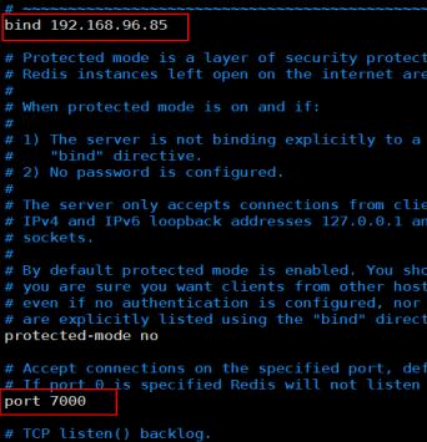 # ~~~~~~~~~~~~~~~~~~~~~~~~~~~~~~~~~~~~~~~~~~~~~~~~
bind 192.168.96.85
# Protected mode is a layer of security protect
# Redis instances left open on the internet are
#
# When protected mode is on and if:
#
# 1) The server is not binding explicitly to a
#    "bind" directive.
# 2) No password is configured.
#
# The server only accepts connections from clie
# IPv4 and IPv6 loopback addresses 127.0.0.1 an
# sockets.
#
# By default protected mode is enabled. You sho
# you are sure you want clients from other host
# even if no authentication is configured, nor
# are explicitly listed using the "bind" direct
protected-mode no
# Accept connections on the specified port, def
# If port 0 is specified Redis will not listen
port 7000
# TCP listen() backlog.